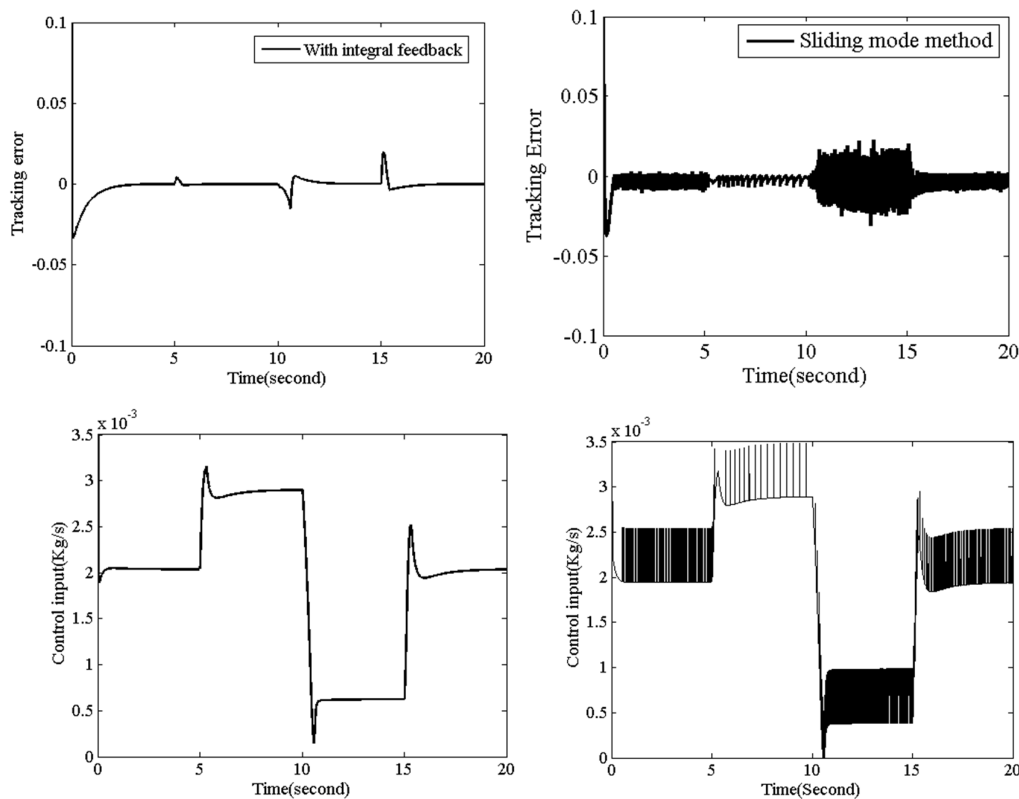 0.1
0.05
0
-0.05
-0.1
Tracking error
With integral feedback
0 5 10 15 20
Time(second)
0.1
0.05
0
-0.05
-0.1
Tracking Error
Sliding mode method
0 5 10 15 20
Time(second)
x 10^-3
3.5
3
2.5
2
1.5
1
0.5
0
Control input(Kg/s)
0 5 10 15 20
Time(second)
x 10^-3
3.5
3
2.5
2
1.5
1
0.5
0
Control input(Kg/s)
0 5 10 15 20
Time(Second)